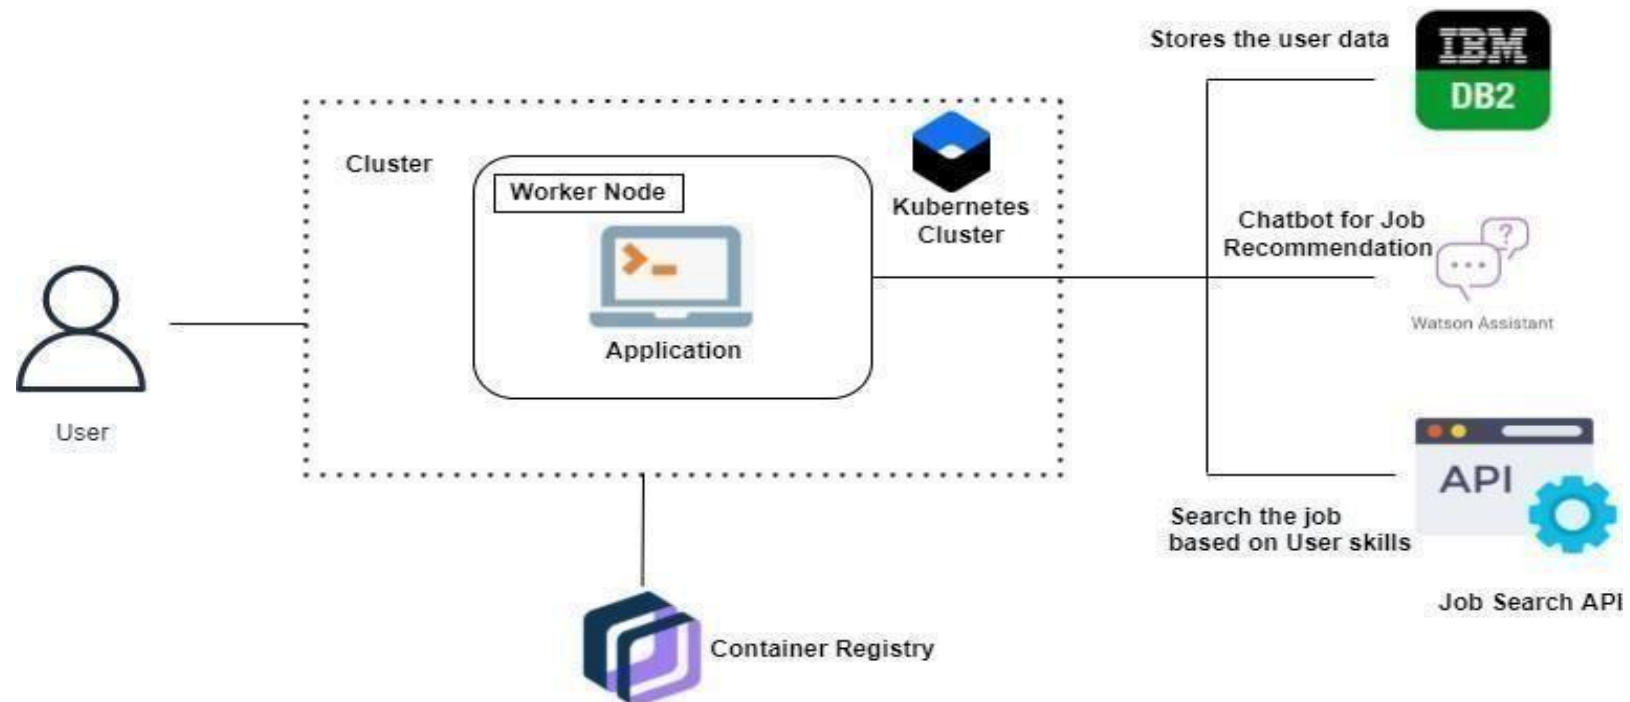 Stores the user data
IBM
DB2
Cluster
Worker Node
Kubernetes
Cluster
Chatbot for Job
Recommendation
?
Watson Assistant
Application
User
API
Search the job
based on User skills
Job Search API
Container Registry